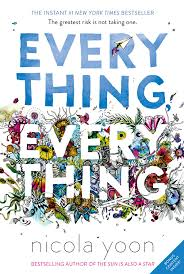 THE INSTANT #1 NEW YORK TIMES BESTSELLER
The greatest risk is not taking one.
EVERY
THING,
EVERY
THING
nicola yoon
BESTSELLING AUTHOR OF THE SUN IS ALSO A STAR